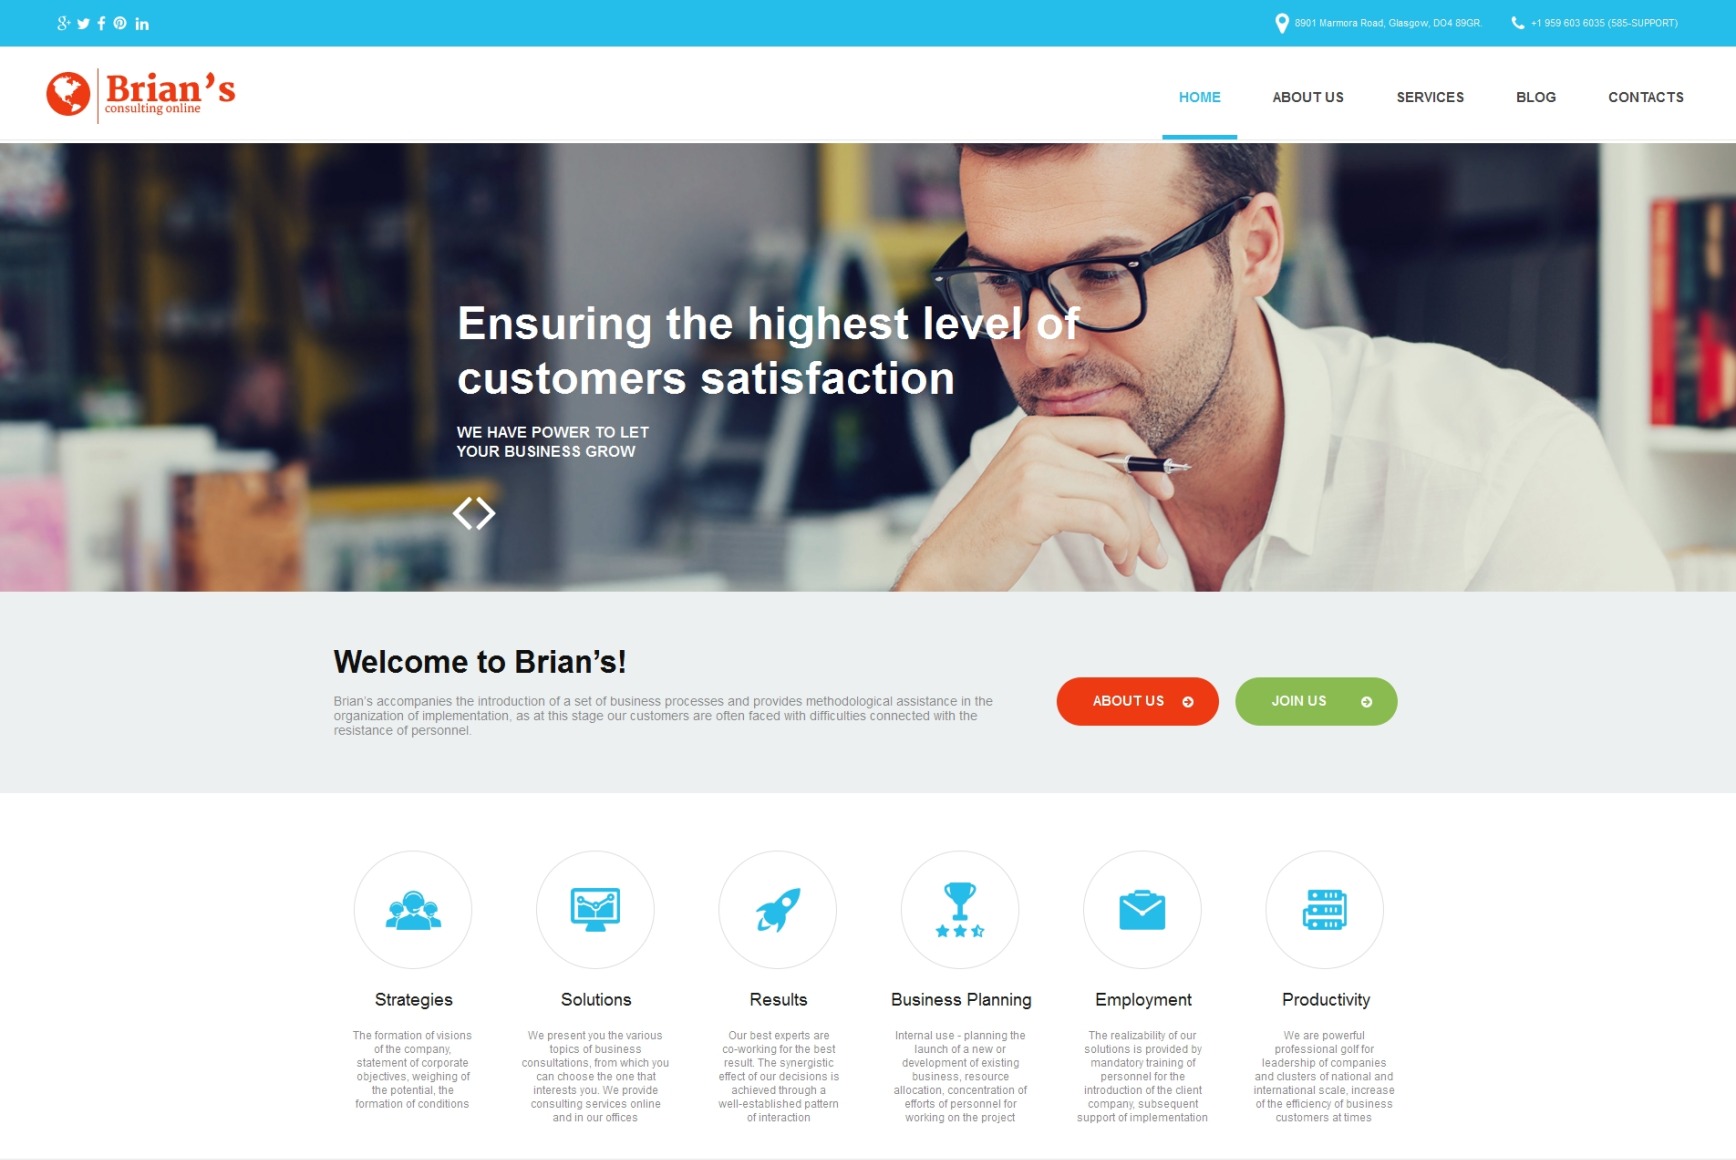 8901 Marmora Road, Glasgow, DO4 89GR.
+1 959 603 6035 (585-SUPPORT)
Brian's
consulting online
HOME
ABOUT US
SERVICES
BLOG
CONTACTS
Ensuring the highest level of
customers satisfaction
WE HAVE POWER TO LET
YOUR BUSINESS GROW
Welcome to Brian's!
Brian's accompanies the introduction of a set of business processes and provides methodological assistance in the
organization of implementation, as at this stage our customers are often faced with difficulties connected with the
resistance of personnel.
ABOUT US
JOIN US
Strategies
The formation of visions
of the company,
statement of corporate
objectives, weighing of
the potential, the
formation of conditions
Solutions
We present you the various
topics of business
consultations, from which you
can choose the one that
interests you. We provide
consulting services online
and in our offices
Results
Our best experts are
co-working for the best
result. The synergistic
effect of our decisions is
achieved through a
well-established pattern
of interaction
Business Planning
Internal use - planning the
launch of a new or
development of existing
business, resource
allocation, concentration of
efforts of personnel for
working on the project
Employment
The realizability of our
solutions is provided by
mandatory training of
personnel for the
introduction of the client
company, subsequent
support of implementation
Productivity
We are powerful
professional golf for
leadership of companies
and clusters of national and
international scale, increase
of the efficiency of business
customers at times